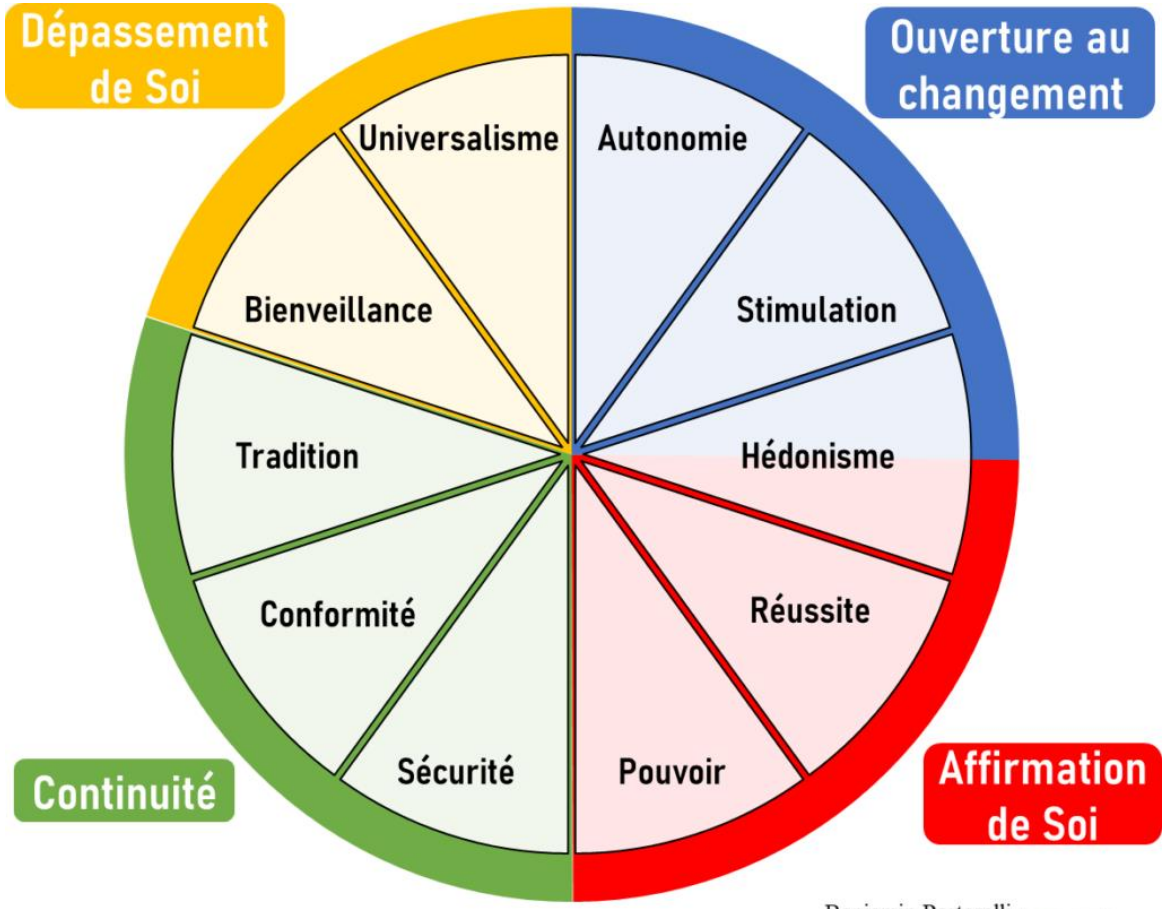 Dépassement
de Soi
Ouverture au
changement
Universalisme
Autonomie
Bienveillance
Stimulation
Tradition
Hédonisme
Conformité
Réussite
Sécurité
Pouvoir
Continuité
Affirmation
de Soi